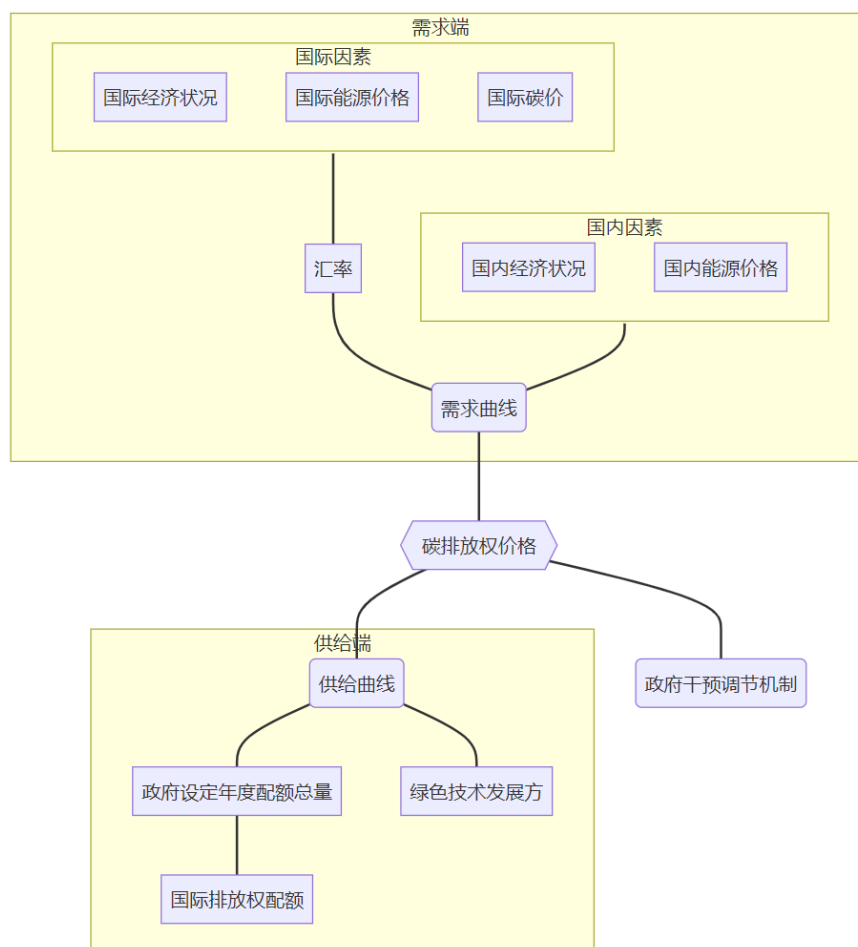 需求端
国际因素
国际经济状况
国际能源价格
国际碳价
国内因素
汇率
国内经济状况
国内能源价格
需求曲线
碳排放权价格
供给端
供给曲线
政府干预调节机制
政府设定年度配额总量
绿色技术发展方
国际排放权配额